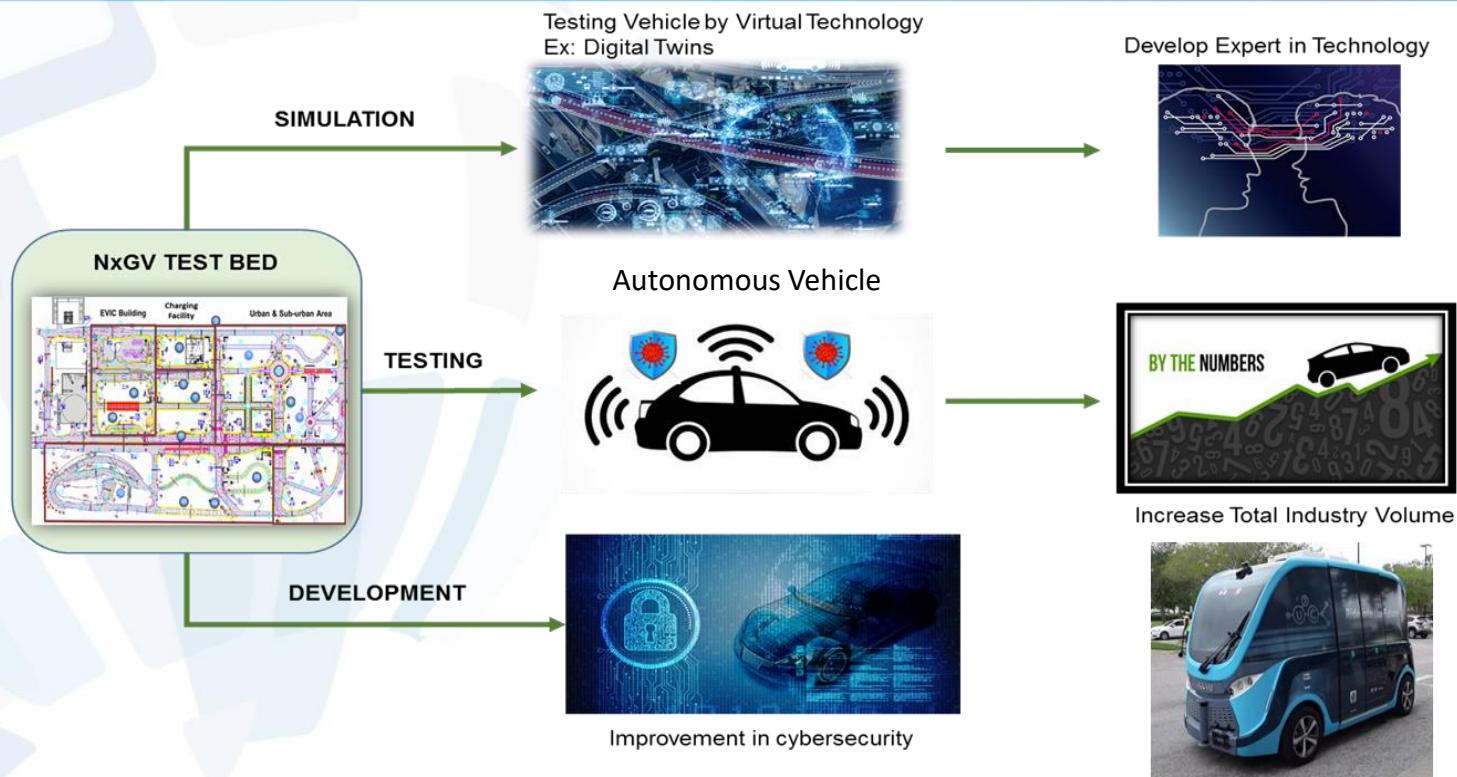 Testing Vehicle by Virtual Technology
Ex: Digital Twins
Develop Expert in Technology
SIMULATION
NxGV TEST BED
EVIC Building
Charging
Facility
Urban & Sub-urban Area
Autonomous Vehicle
TESTING
BY THE NUMBERS
Increase Total Industry Volume
DEVELOPMENT
Improvement in cybersecurity